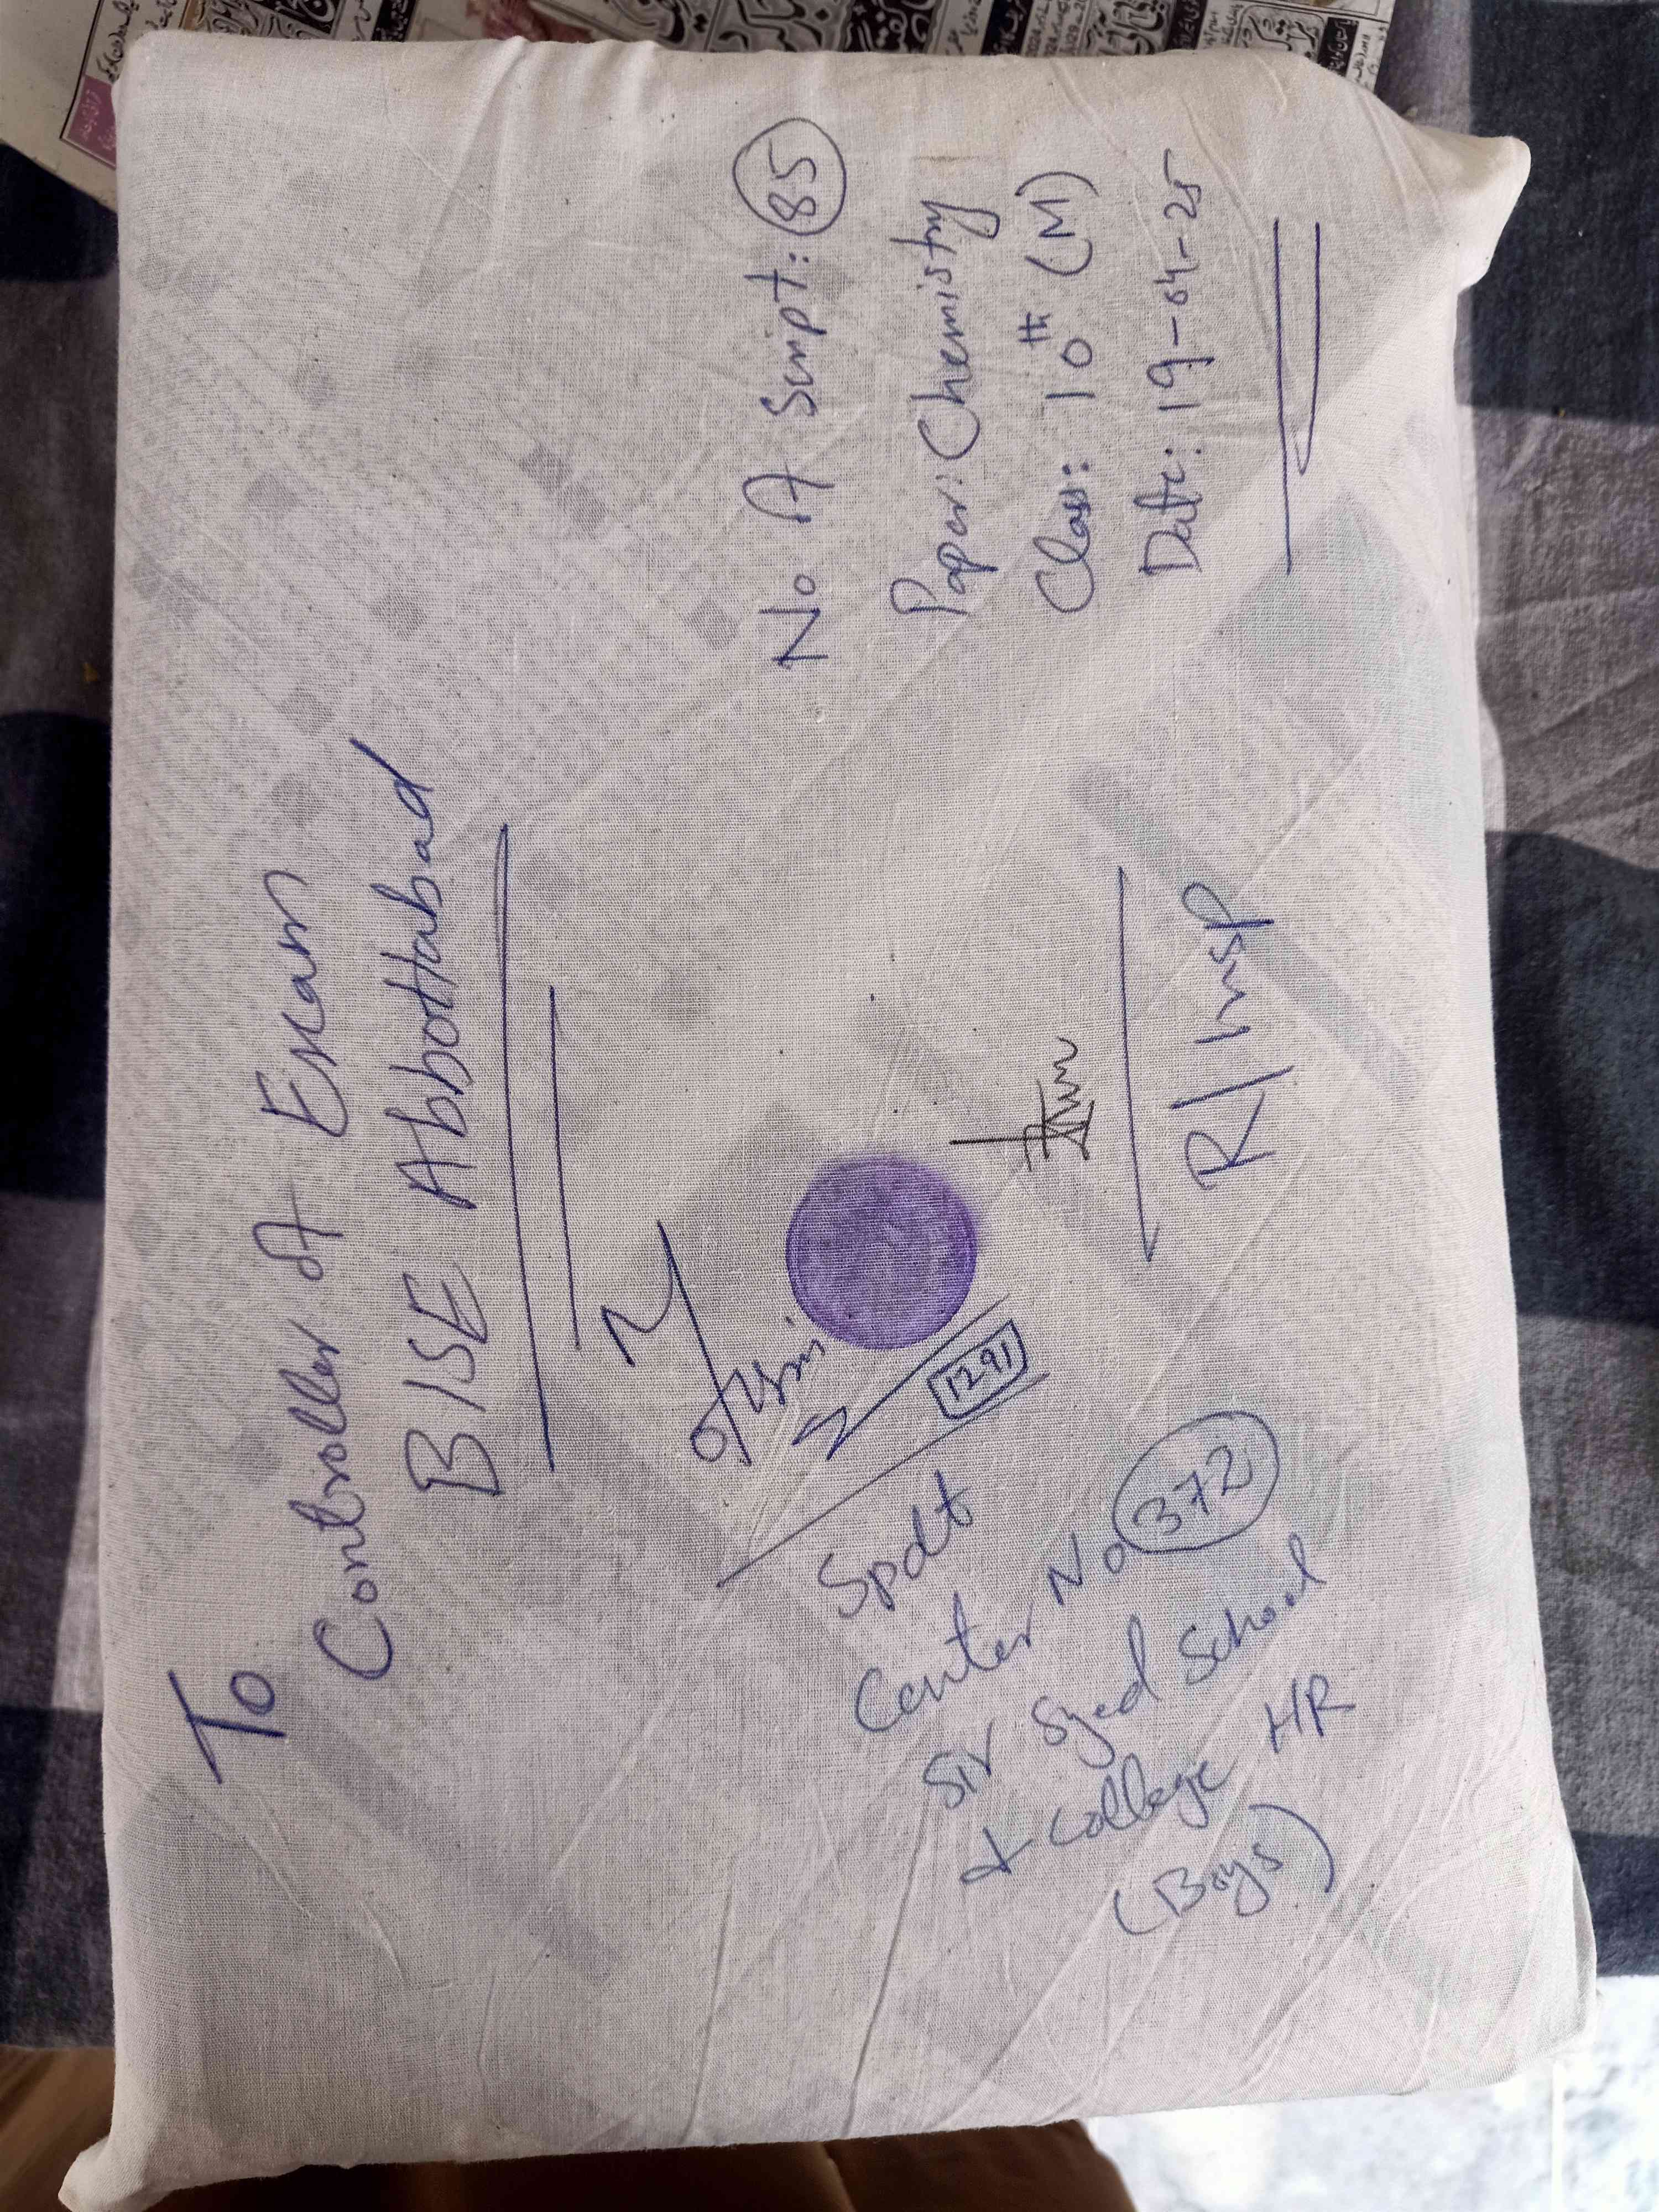 To
Controller of Exam
BISE Abbottabad
No of Script: 85
Paper: Chemistry
Class: 10th (M)
Date: 19-04-25
1291
Spdt
Center No 372
Sir Syed School
& College HR
(Boys)
R/Insp